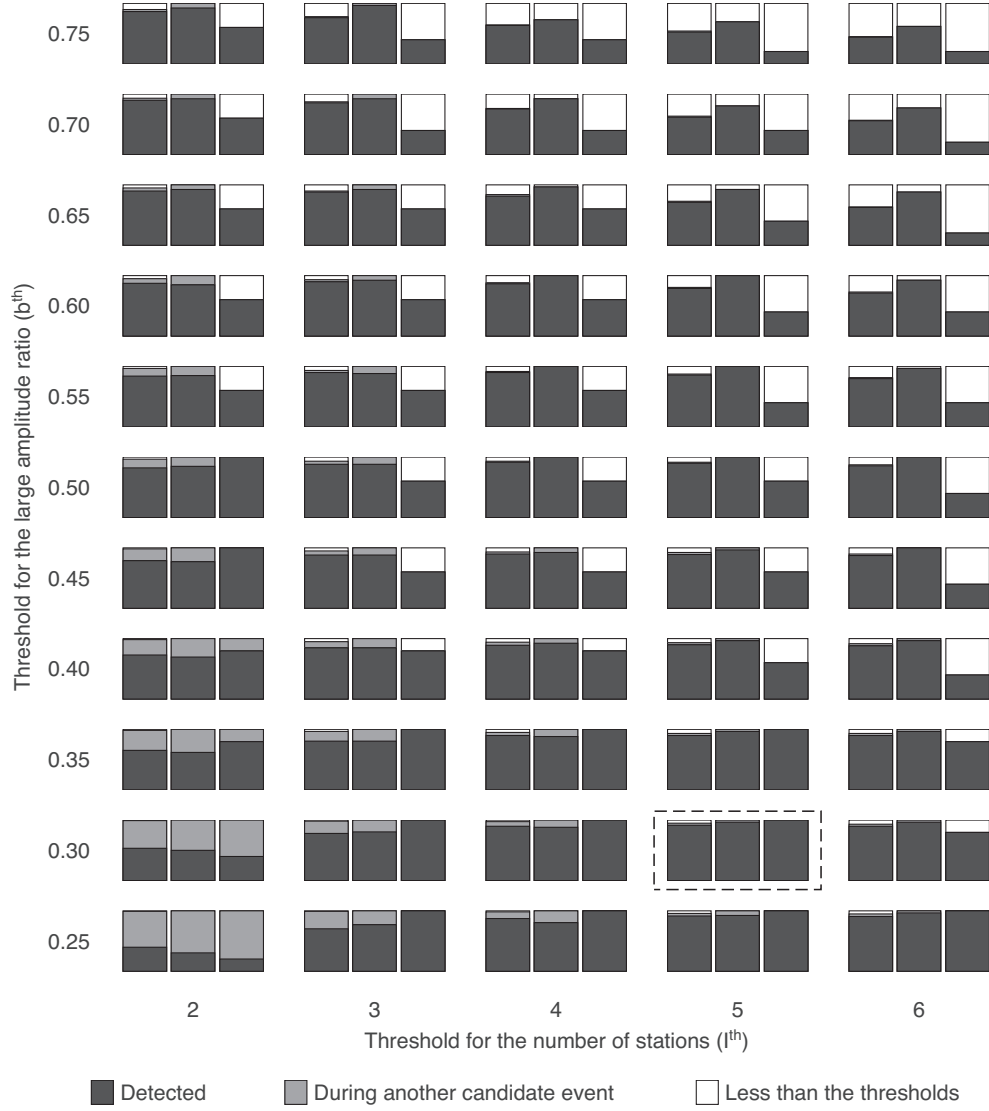 0.75
0.70
0.65
0.60
0.55
0.50
0.45
0.40
0.35
0.30
0.25
Threshold for the large amplitude ratio (bᵗʰ)
2 3 4 5 6
Threshold for the number of stations (Iᵗʰ)
Detected During another candidate event Less than the thresholds